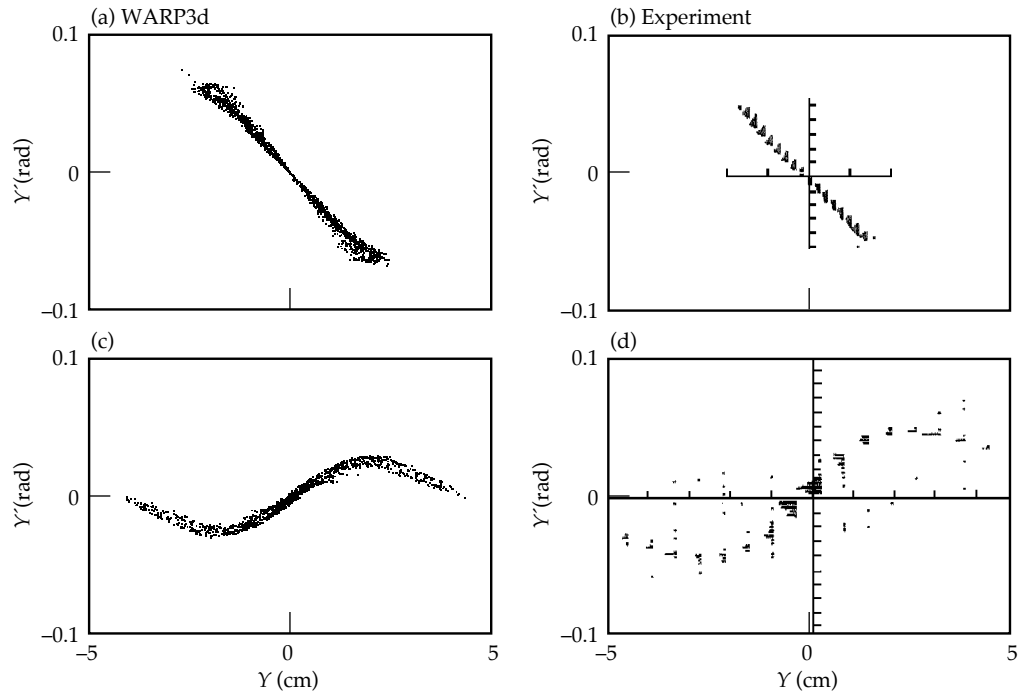 (a) WARP3d
(b) Experiment
0.1
0.1
Y′(rad)
0
Y′(rad)
0
–0.1
–0.1
(c)
(d)
0.1
0.1
Y′(rad)
0
Y′(rad)
0
–0.1
–0.1
–5
0
5
–5
0
5
Y (cm)
Y (cm)